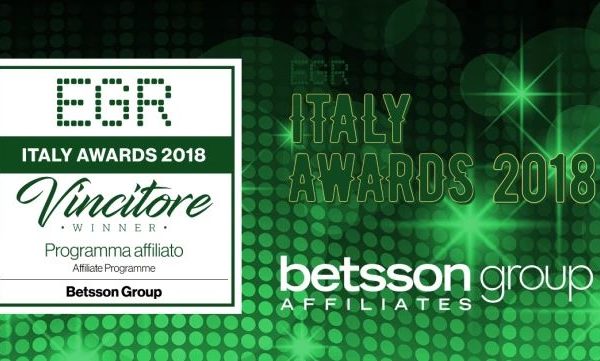 EGR
ITALY AWARDS 2018
Vincitore
• WINNER •
Programma affiliato
Affiliate Programme
Betsson Group
EGR
ITALY
AWARDS 2018
betsson group
AFFILIATES